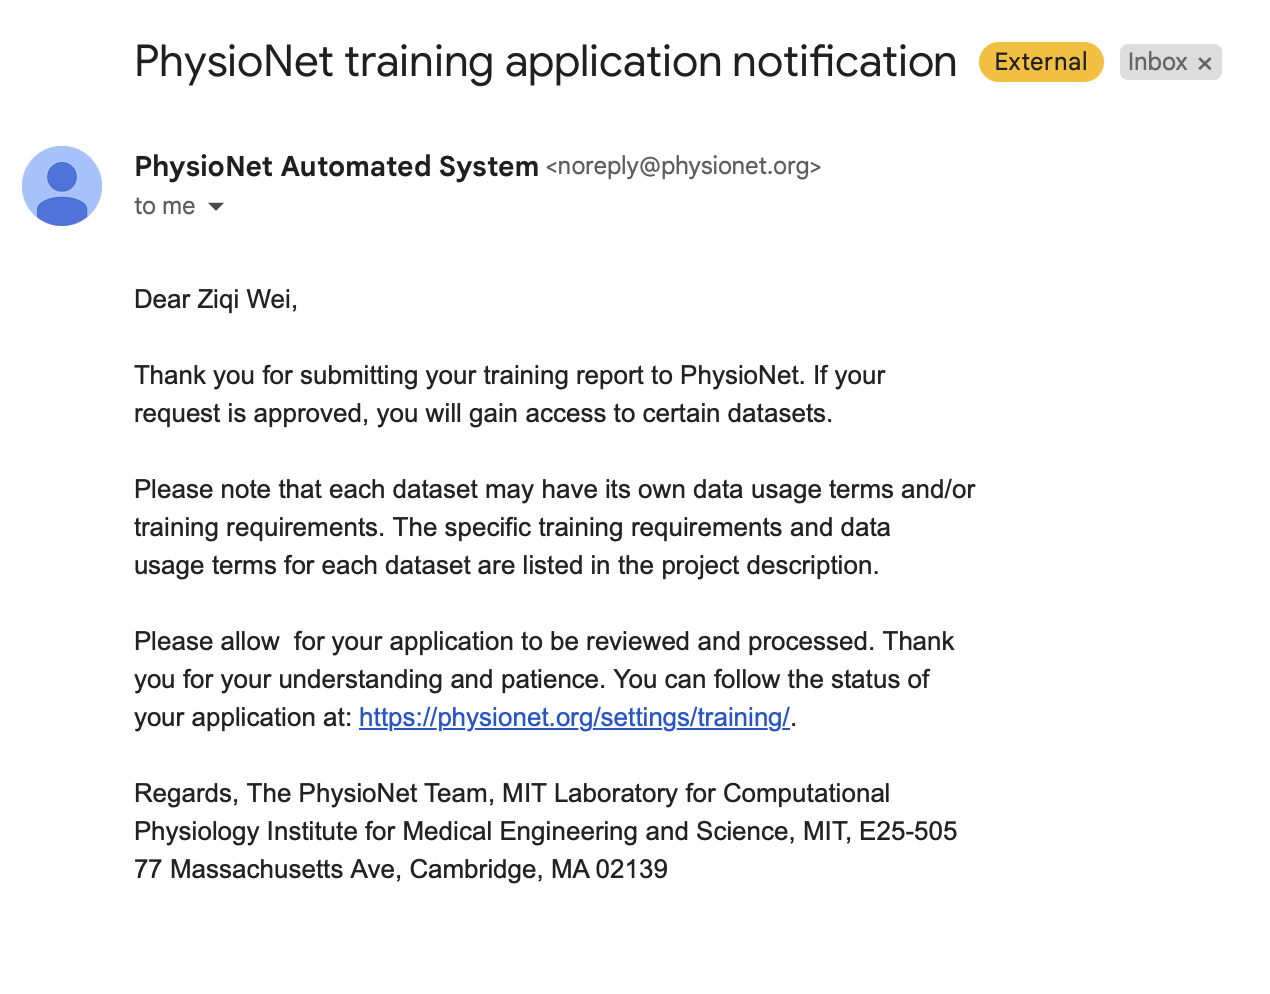 PhysioNet training application notification External Inbox ×
PhysioNet Automated System <noreply@physionet.org>
to me
Dear Ziqi Wei,
Thank you for submitting your training report to PhysioNet. If your
request is approved, you will gain access to certain datasets.
Please note that each dataset may have its own data usage terms and/or
training requirements. The specific training requirements and data
usage terms for each dataset are listed in the project description.
Please allow  for your application to be reviewed and processed. Thank
you for your understanding and patience. You can follow the status of
your application at: https://physionet.org/settings/training/.
Regards, The PhysioNet Team, MIT Laboratory for Computational
Physiology Institute for Medical Engineering and Science, MIT, E25-505
77 Massachusetts Ave, Cambridge, MA 02139